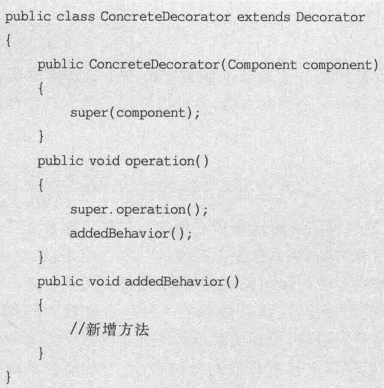 public class ConcreteDecorator extends Decorator
{
    public ConcreteDecorator(Component component)
    {
        super(component);
    }
    public void operation()
    {
        super.operation();
        addedBehavior();
    }
    public void addedBehavior()
    {
        //新增方法
    }
}